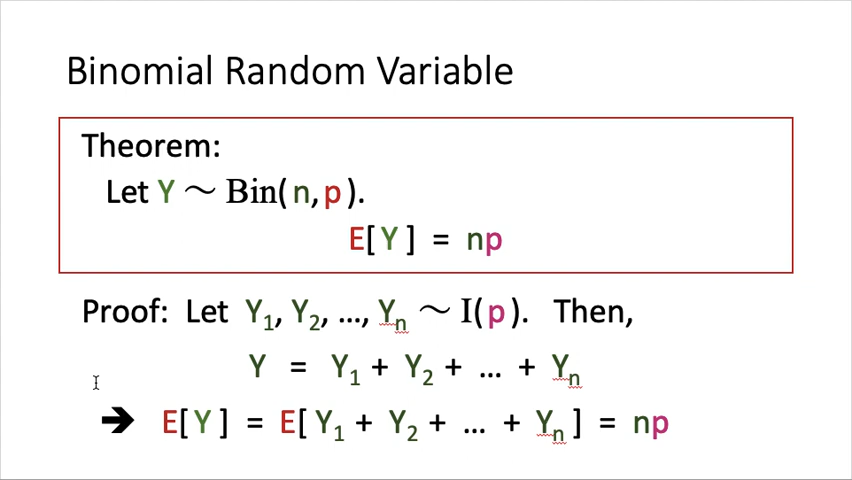 Binomial Random Variable
Theorem:
Let Y ∼ Bin( n, p ).
E[ Y ] = np
Proof: Let Y₁, Y₂, …, Yₙ ∼ I( p ). Then,
Y = Y₁ + Y₂ + … + Yₙ
➔ E[ Y ] = E[ Y₁ + Y₂ + … + Yₙ ] = np